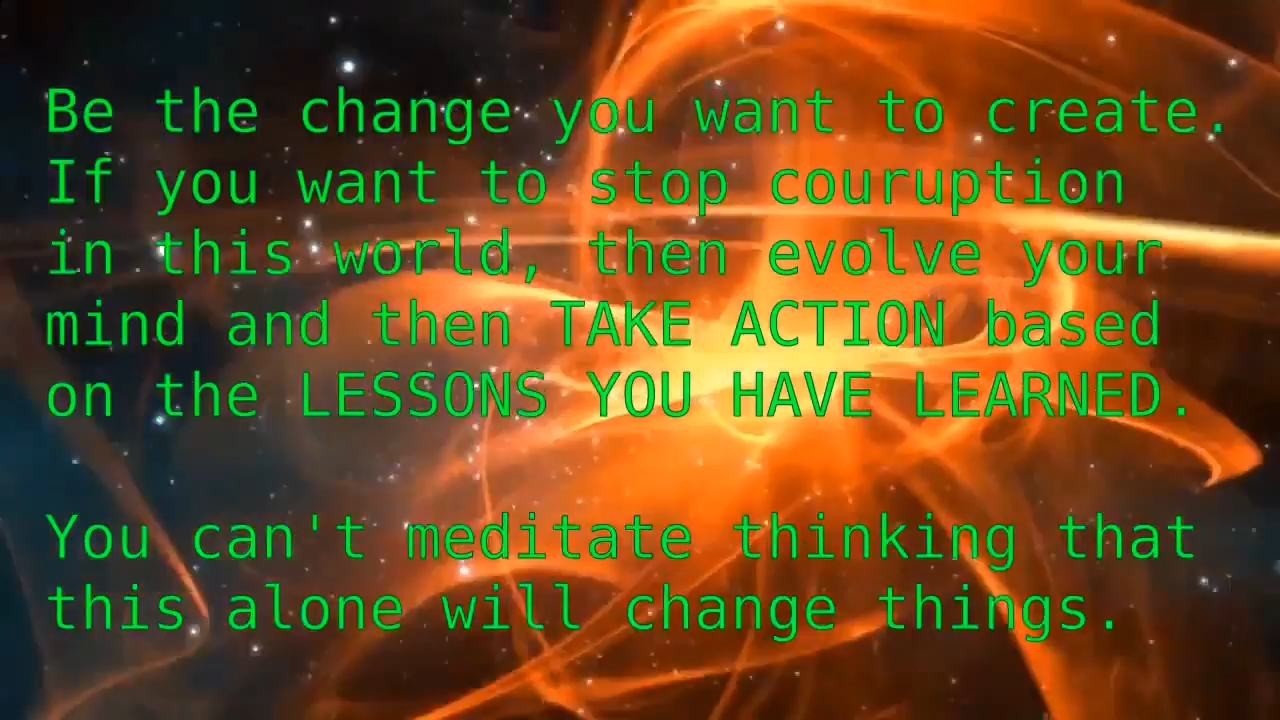 Be the change you want to create.
If you want to stop couruption
in this world, then evolve your
mind and then TAKE ACTION based
on the LESSONS YOU HAVE LEARNED.
You can't meditate thinking that
this alone will change things.